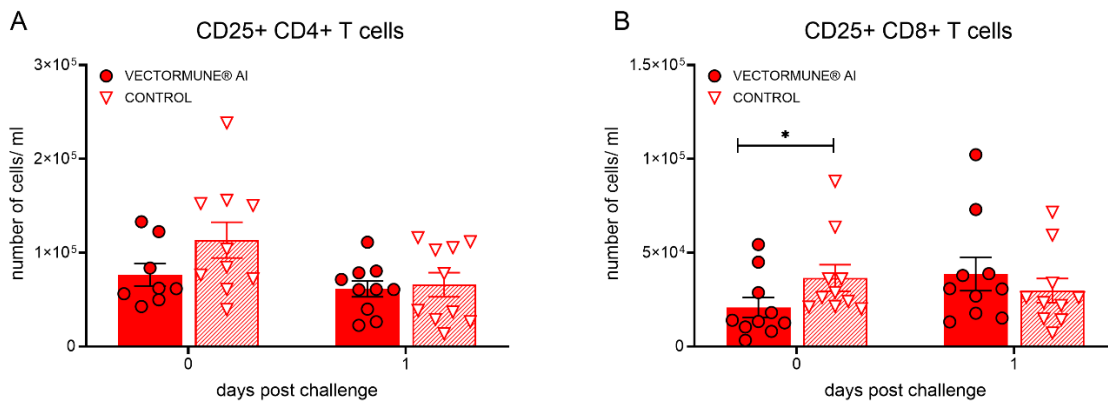 A
CD25+ CD4+ T cells
number of cells/ ml
3×10⁵
2×10⁵
1×10⁵
0
VECTORMUNE® AI
CONTROL
0 1
days post challenge
B
CD25+ CD8+ T cells
number of cells/ ml
1.5×10⁵
1×10⁵
5×10⁴
0
VECTORMUNE® AI
CONTROL
*
0 1
days post challenge